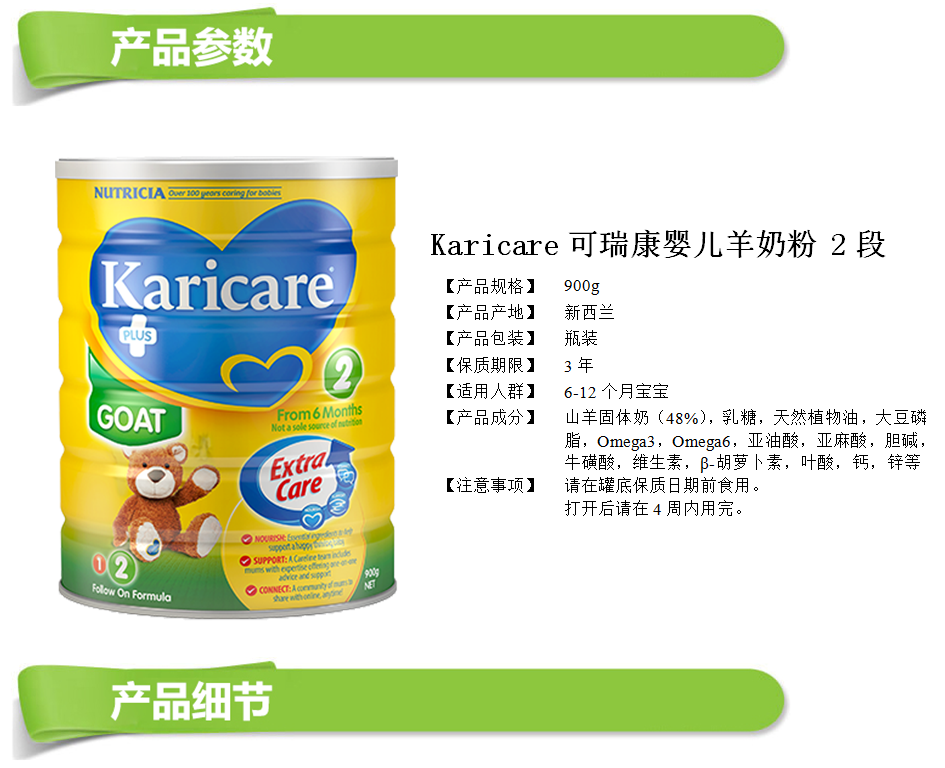 产品参数
NUTRICIA Over 100 years caring for babies
Karicare
PLUS
GOAT
2
From 6 Months
Not a sole source of nutrition
Extra
Care
NOURISH: Essential ingredients to help
support a happy thriving baby
SUPPORT: A Careline team includes
mums with expertise offering one-on-one
advice and support
CONNECT: A community of mums to
share with online, anytime!
1 2
Follow On Formula
900g
NET
Karicare 可瑞康婴儿羊奶粉 2 段
【产品规格】 900g
【产品产地】 新西兰
【产品包装】 瓶装
【保质期限】 3 年
【适用人群】 6-12 个月宝宝
【产品成分】 山羊固体奶（48%），乳糖，天然植物油，大豆磷
脂，Omega3，Omega6，亚油酸，亚麻酸，胆碱，
牛磺酸，维生素，β-胡萝卜素，叶酸，钙，锌等
【注意事项】 请在罐底保质日期前食用。
打开后请在 4 周内用完。
产品细节